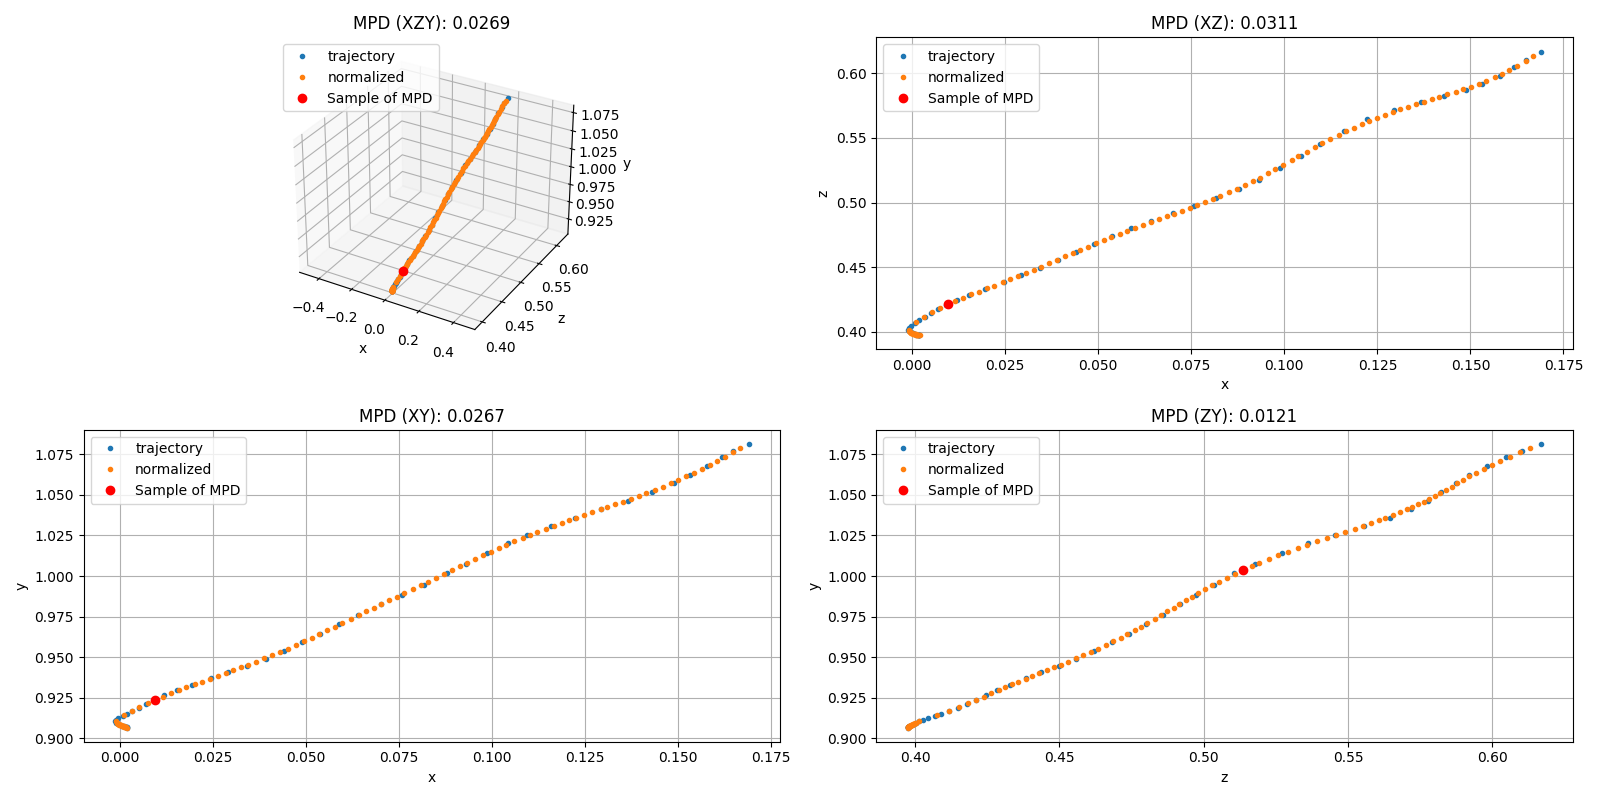 MPD (XZY): 0.0269
trajectory
normalized
Sample of MPD
1.075
1.050
1.025
1.000
0.975
0.950
0.925
y
−0.4
−0.2
0.0
0.2
0.4
x
0.40
0.45
0.50
0.55
0.60
z
MPD (XZ): 0.0311
trajectory
normalized
Sample of MPD
0.60
0.55
0.50
0.45
0.40
z
0.000 0.025 0.050 0.075 0.100 0.125 0.150 0.175
x
MPD (XY): 0.0267
trajectory
normalized
Sample of MPD
1.075
1.050
1.025
1.000
0.975
0.950
0.925
0.900
y
0.000 0.025 0.050 0.075 0.100 0.125 0.150 0.175
x
MPD (ZY): 0.0121
trajectory
normalized
Sample of MPD
1.075
1.050
1.025
1.000
0.975
0.950
0.925
0.900
y
0.40 0.45 0.50 0.55 0.60
z